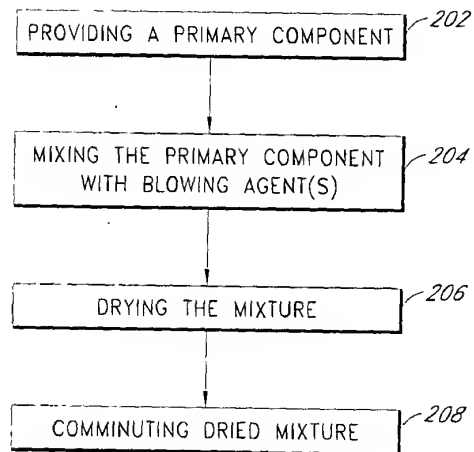 PROVIDING A PRIMARY COMPONENT
202
MIXING THE PRIMARY COMPONENT
WITH BLOWING AGENT(S)
204
DRYING THE MIXTURE
206
COMMINUTING DRIED MIXTURE
208